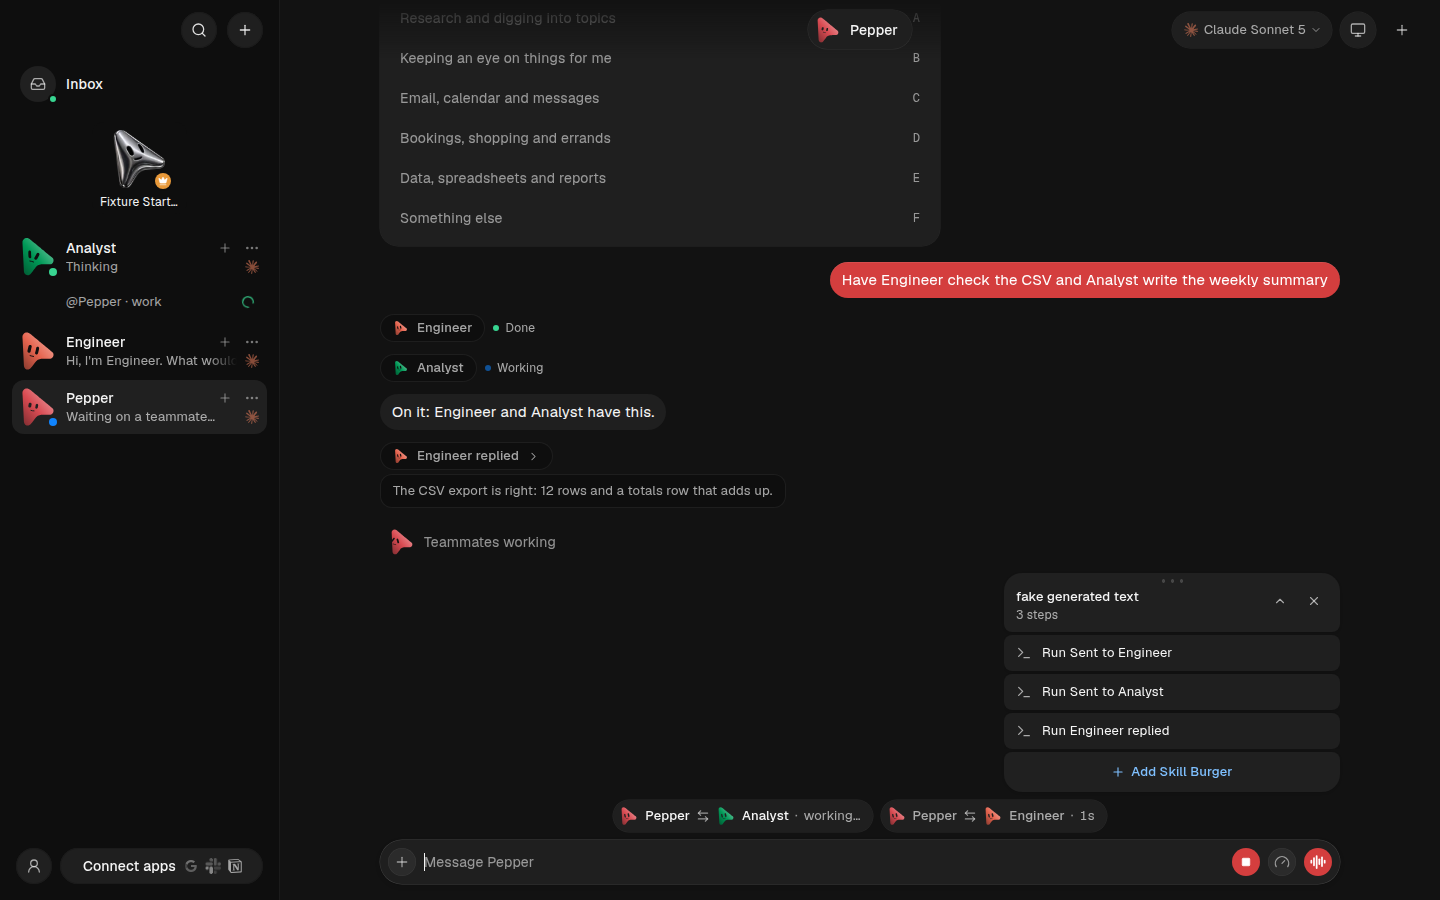 Inbox
Fixture Start…
Analyst
Thinking
@Pepper · work
Engineer
Hi, I'm Engineer. What woul
Pepper
Waiting on a teammate…
Connect apps
Pepper
Claude Sonnet 5
Research and digging into topics A
Keeping an eye on things for me B
Email, calendar and messages C
Bookings, shopping and errands D
Data, spreadsheets and reports E
Something else F
Have Engineer check the CSV and Analyst write the weekly summary
Engineer Done
Analyst Working
On it: Engineer and Analyst have this.
Engineer replied
The CSV export is right: 12 rows and a totals row that adds up.
Teammates working
fake generated text
3 steps
Run Sent to Engineer
Run Sent to Analyst
Run Engineer replied
Add Skill Burger
Pepper Analyst · working…
Pepper Engineer · 1s
Message Pepper